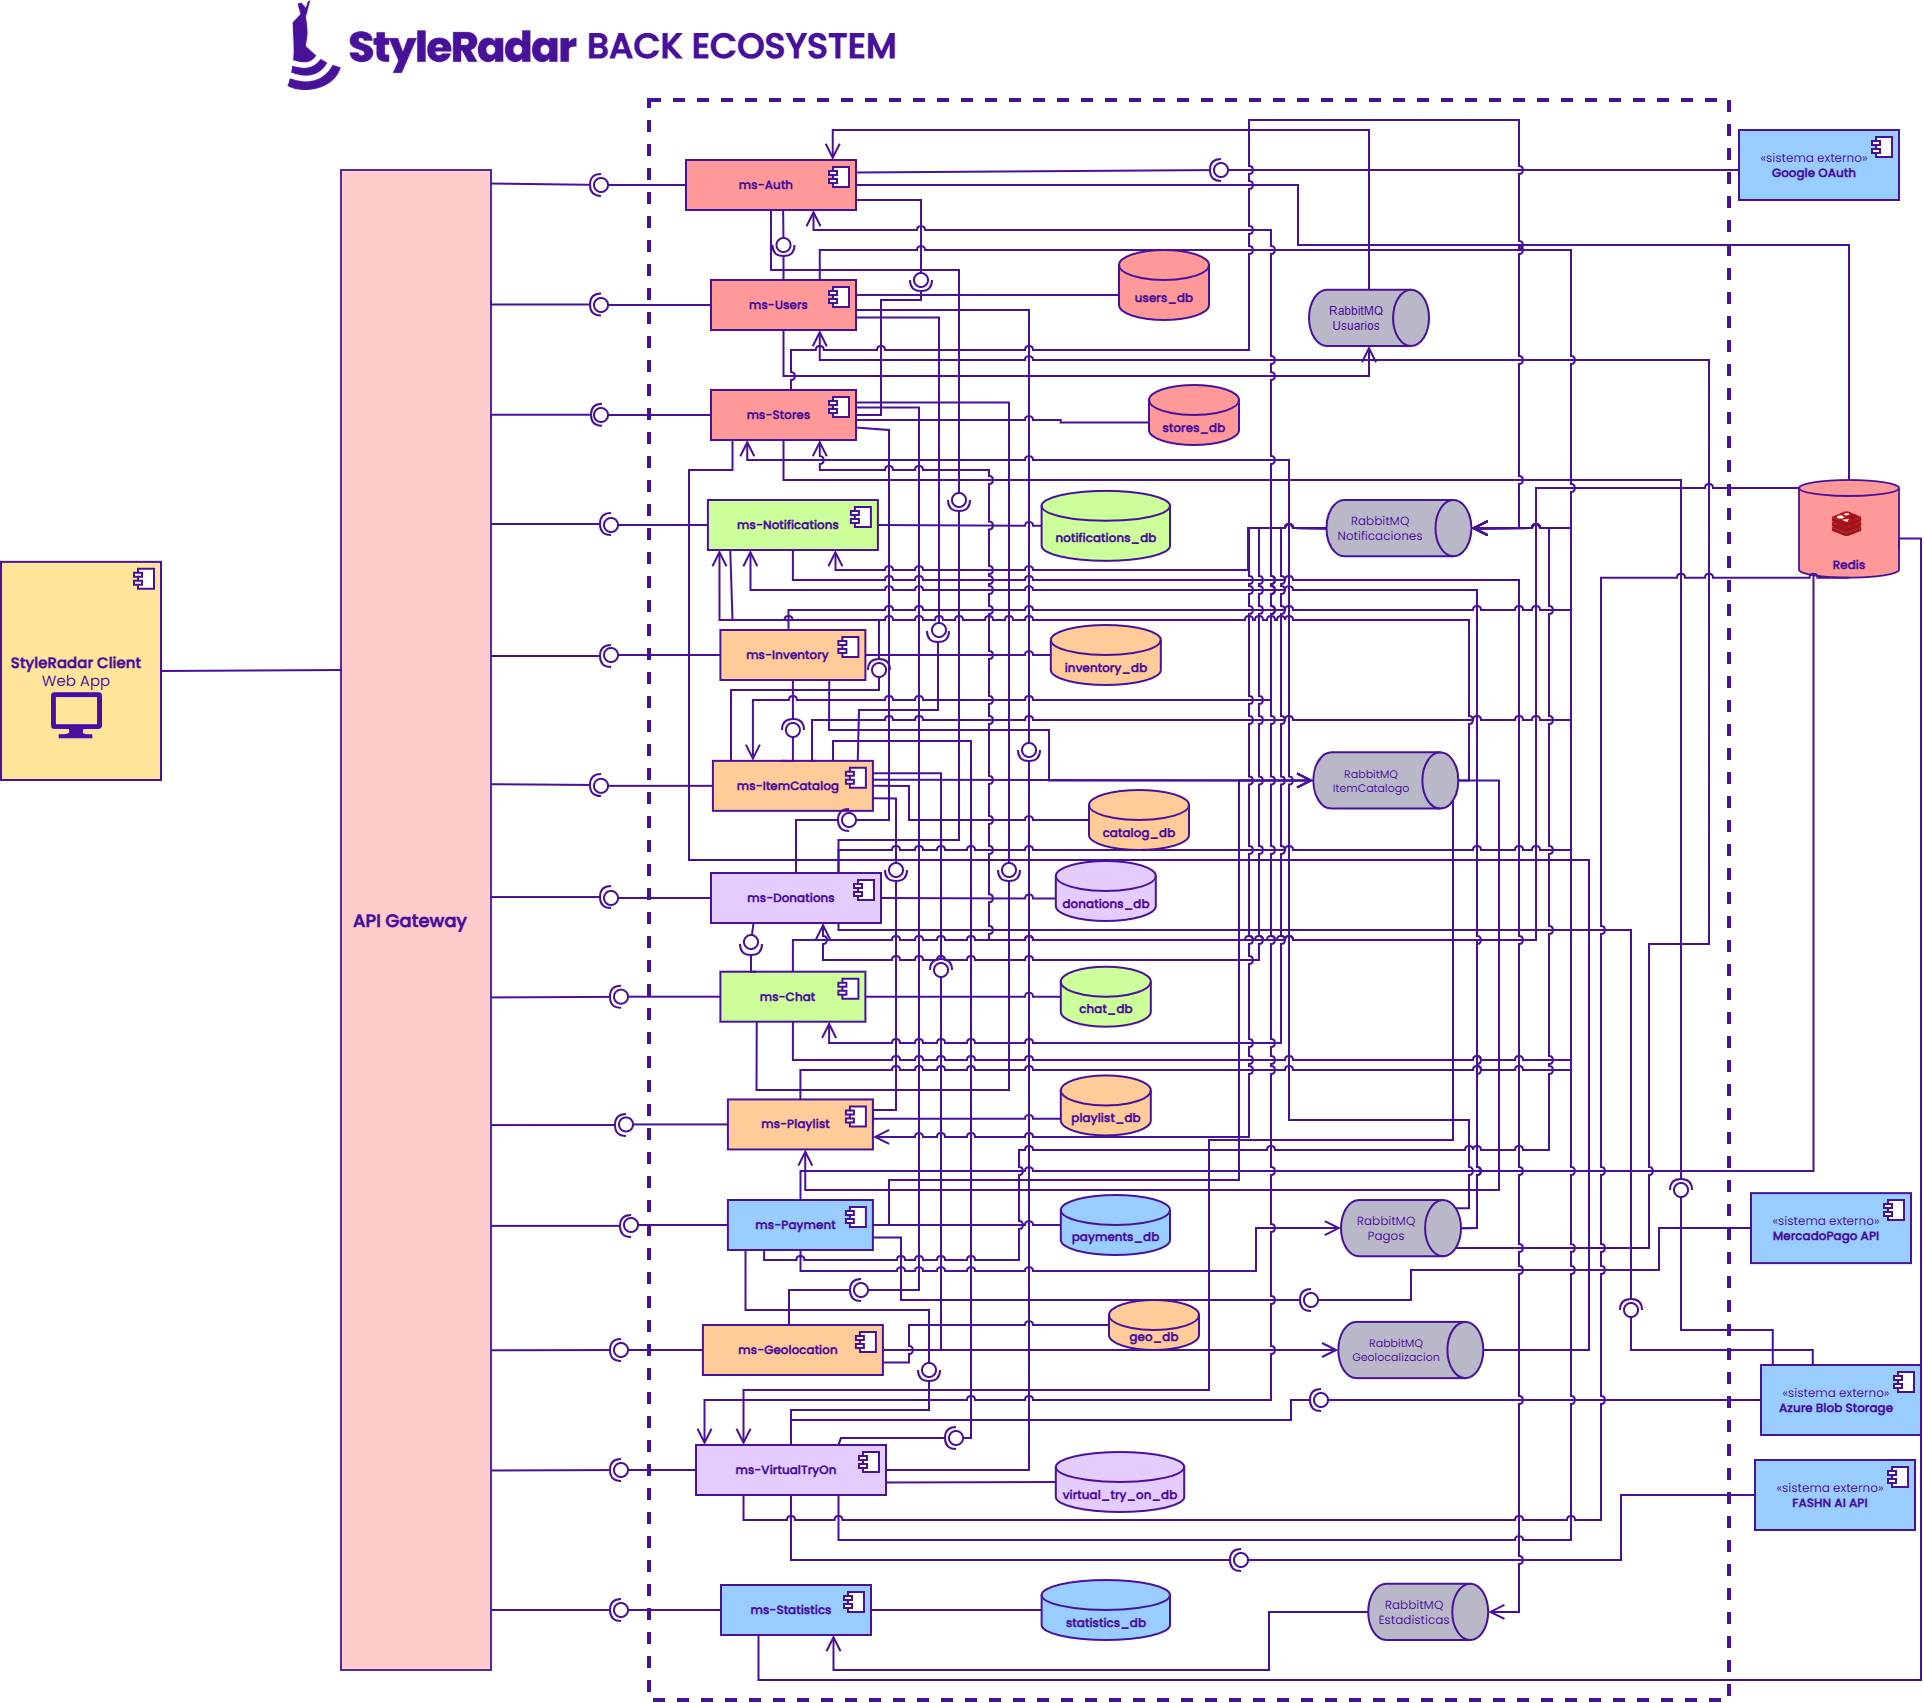 StyleRadar BACK ECOSYSTEM
«sistema externo»
Google OAuth
ms-Auth
ms-Users
users_db
RabbitMQ
Usuarios
ms-Stores
stores_db
ms-Notifications
notifications_db
RabbitMQ
Notificaciones
Redis
StyleRadar Client
Web App
ms-Inventory
inventory_db
ms-ItemCatalog
catalog_db
RabbitMQ
ItemCatalogo
API Gateway
ms-Donations
donations_db
ms-Chat
chat_db
ms-Playlist
playlist_db
ms-Payment
payments_db
RabbitMQ
Pagos
«sistema externo»
MercadoPago API
ms-Geolocation
geo_db
RabbitMQ
Geolocalizacion
«sistema externo»
Azure Blob Storage
ms-VirtualTryOn
virtual_try_on_db
«sistema externo»
FASHN AI API
ms-Statistics
statistics_db
RabbitMQ
Estadisticas